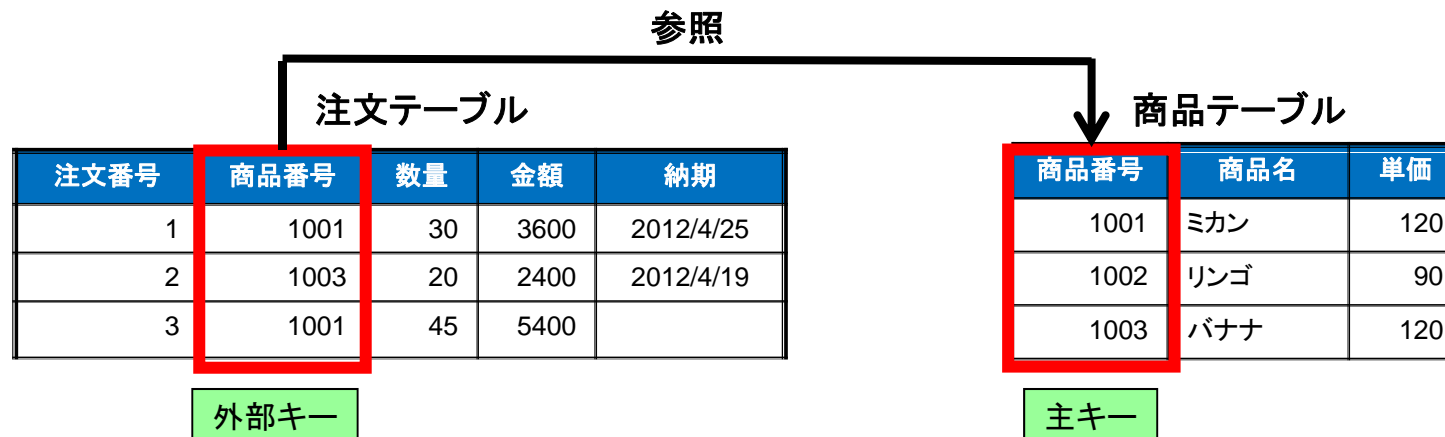 参照
注文テーブル
商品テーブル
注文番号 商品番号 数量 金額 納期
1 1001 30 3600 2012/4/25
2 1003 20 2400 2012/4/19
3 1001 45 5400
外部キー
商品番号 商品名 単価
1001 ミカン 120
1002 リンゴ 90
1003 バナナ 120
主キー